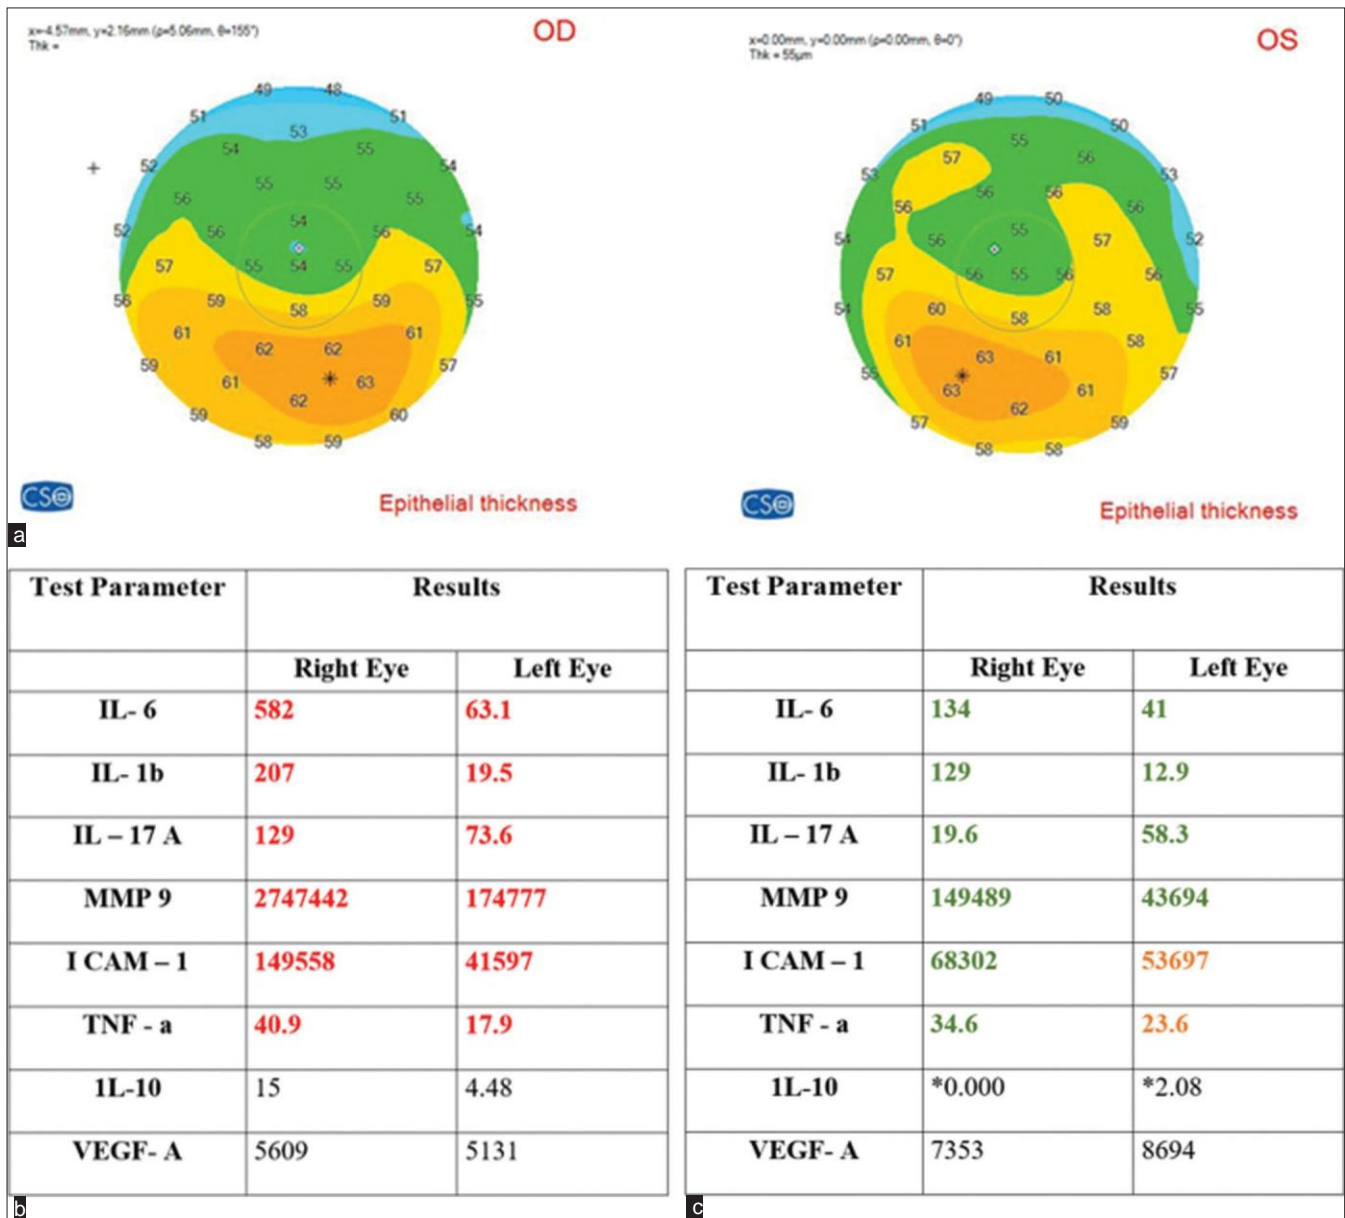 x=-4.57mm, y=2.16mm (ρ=5.06mm, θ=155°)
Thk =
OD
49 48
51 51
53
54 55
52 54
55 55
56 55
54
52 56 56 54
57 55 54 55 57
56 59 59 55
58
61 61
62 62
59 57
61 63
62
59 60
58 59
CSO
Epithelial thickness
a
x=0.00mm, y=0.00mm (ρ=0.00mm, θ=0°)
Thk = 55µm
OS
49 50
51 50
55
57 56
53 53
56 56
56 56
55
54 56 57 52
57 56 55 56 56
54 60 58 55
58
61 58
63 61
55 57
63 61
62
57 59
58 58
CSO
Epithelial thickness
Test Parameter Results
Right Eye Left Eye
IL- 6 582 63.1
IL- 1b 207 19.5
IL – 17 A 129 73.6
MMP 9 2747442 174777
I CAM – 1 149558 41597
TNF - a 40.9 17.9
1L-10 15 4.48
VEGF- A 5609 5131
b
Test Parameter Results
Right Eye Left Eye
IL- 6 134 41
IL- 1b 129 12.9
IL – 17 A 19.6 58.3
MMP 9 149489 43694
I CAM – 1 68302 53697
TNF - a 34.6 23.6
1L-10 *0.000 *2.08
VEGF- A 7353 8694
c